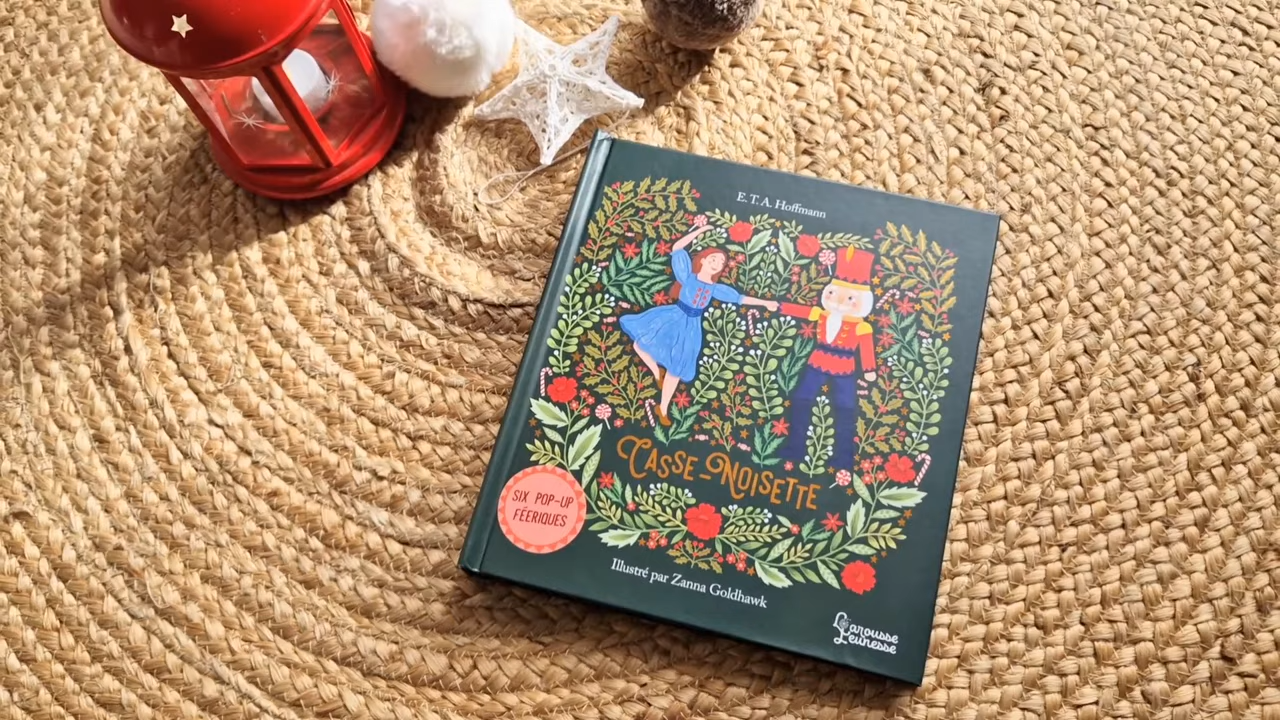 E. T. A. Hoffmann
CASSE-NOISETTE
SIX POP-UP
FÉERIQUES
Illustré par Zanna Goldhawk
Larousse
Jeunesse